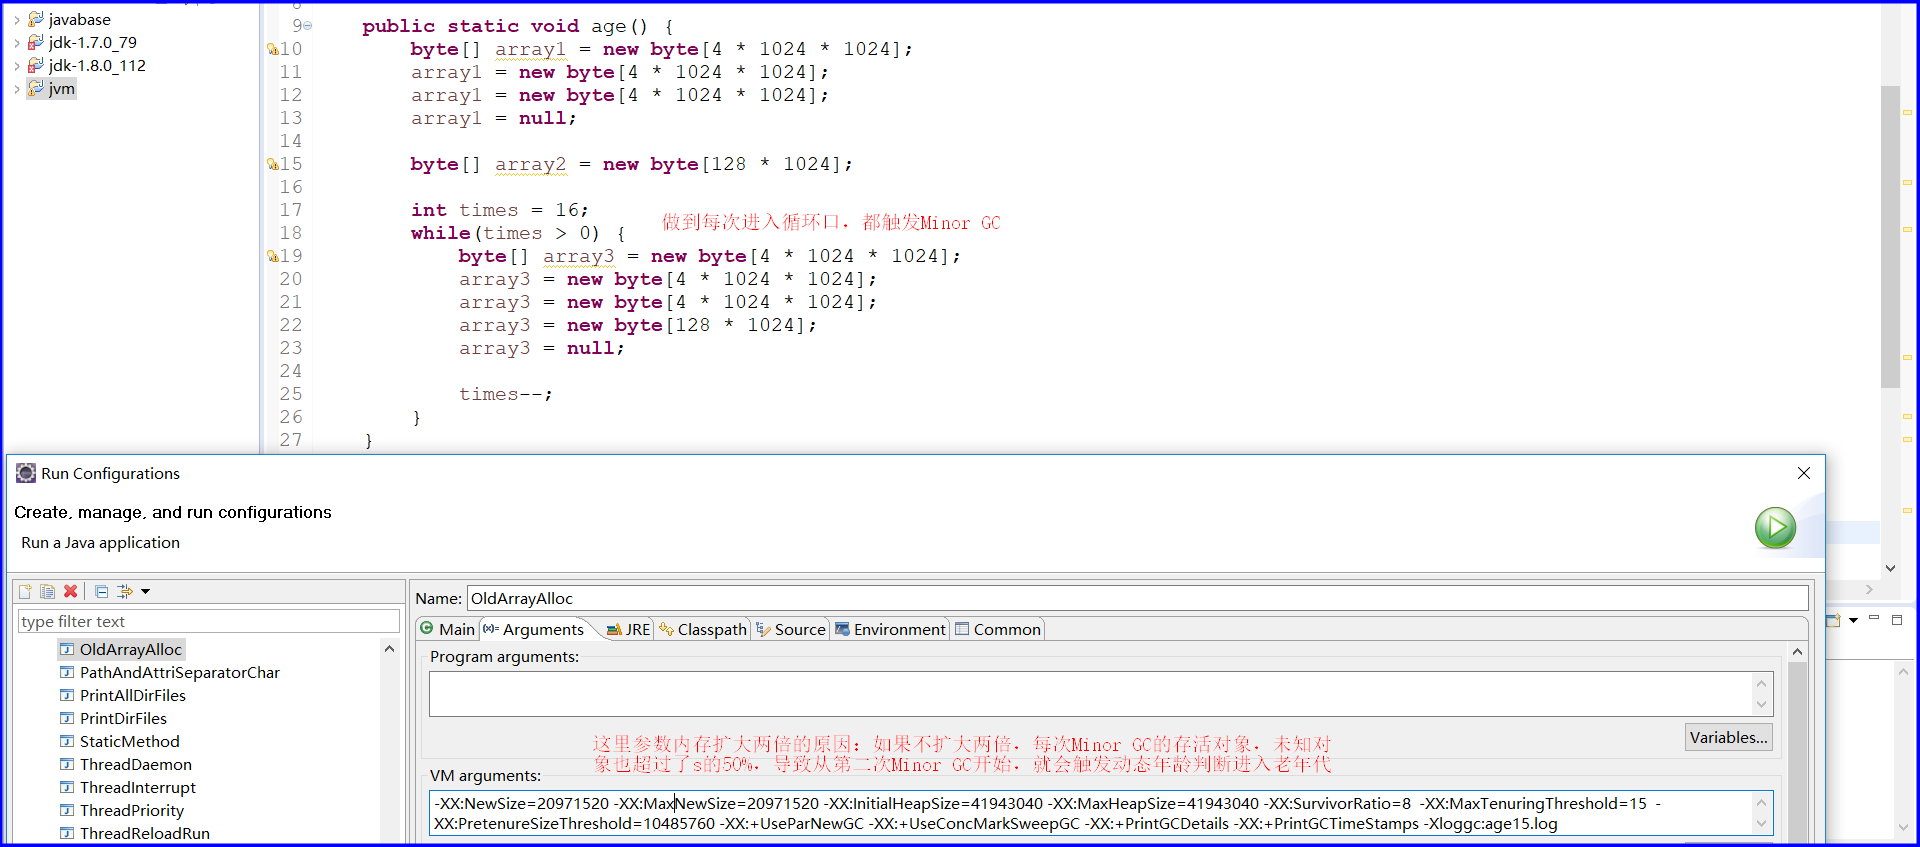 javabase
jdk-1.7.0_79
jdk-1.8.0_112
jvm
9 public static void age() {
10 byte[] array1 = new byte[4 * 1024 * 1024];
11 array1 = new byte[4 * 1024 * 1024];
12 array1 = new byte[4 * 1024 * 1024];
13 array1 = null;
14
15 byte[] array2 = new byte[128 * 1024];
16
17 int times = 16;
做到每次进入循环口，都触发Minor GC
18 while(times > 0) {
19 byte[] array3 = new byte[4 * 1024 * 1024];
20 array3 = new byte[4 * 1024 * 1024];
21 array3 = new byte[4 * 1024 * 1024];
22 array3 = new byte[128 * 1024];
23 array3 = null;
24
25 times--;
26 }
27 }
Run Configurations
Create, manage, and run configurations
Run a Java application
type filter text
OldArrayAlloc
PathAndAttriSeparatorChar
PrintAllDirFiles
PrintDirFiles
StaticMethod
ThreadDaemon
ThreadInterrupt
ThreadPriority
ThreadReloadRun
Name: OldArrayAlloc
Main (x)= Arguments JRE Classpath Source Environment Common
Program arguments:
Variables...
这里参数内存扩大两倍的原因：如果不扩大两倍，每次Minor GC的存活对象，未知对
象也超过了s的50%，导致从第二次Minor GC开始，就会触发动态年龄判断进入老年代
VM arguments:
-XX:NewSize=20971520 -XX:MaxNewSize=20971520 -XX:InitialHeapSize=41943040 -XX:MaxHeapSize=41943040 -XX:SurvivorRatio=8 -XX:MaxTenuringThreshold=15 -
XX:PretenureSizeThreshold=10485760 -XX:+UseParNewGC -XX:+UseConcMarkSweepGC -XX:+PrintGCDetails -XX:+PrintGCTimeStamps -Xloggc:age15.log